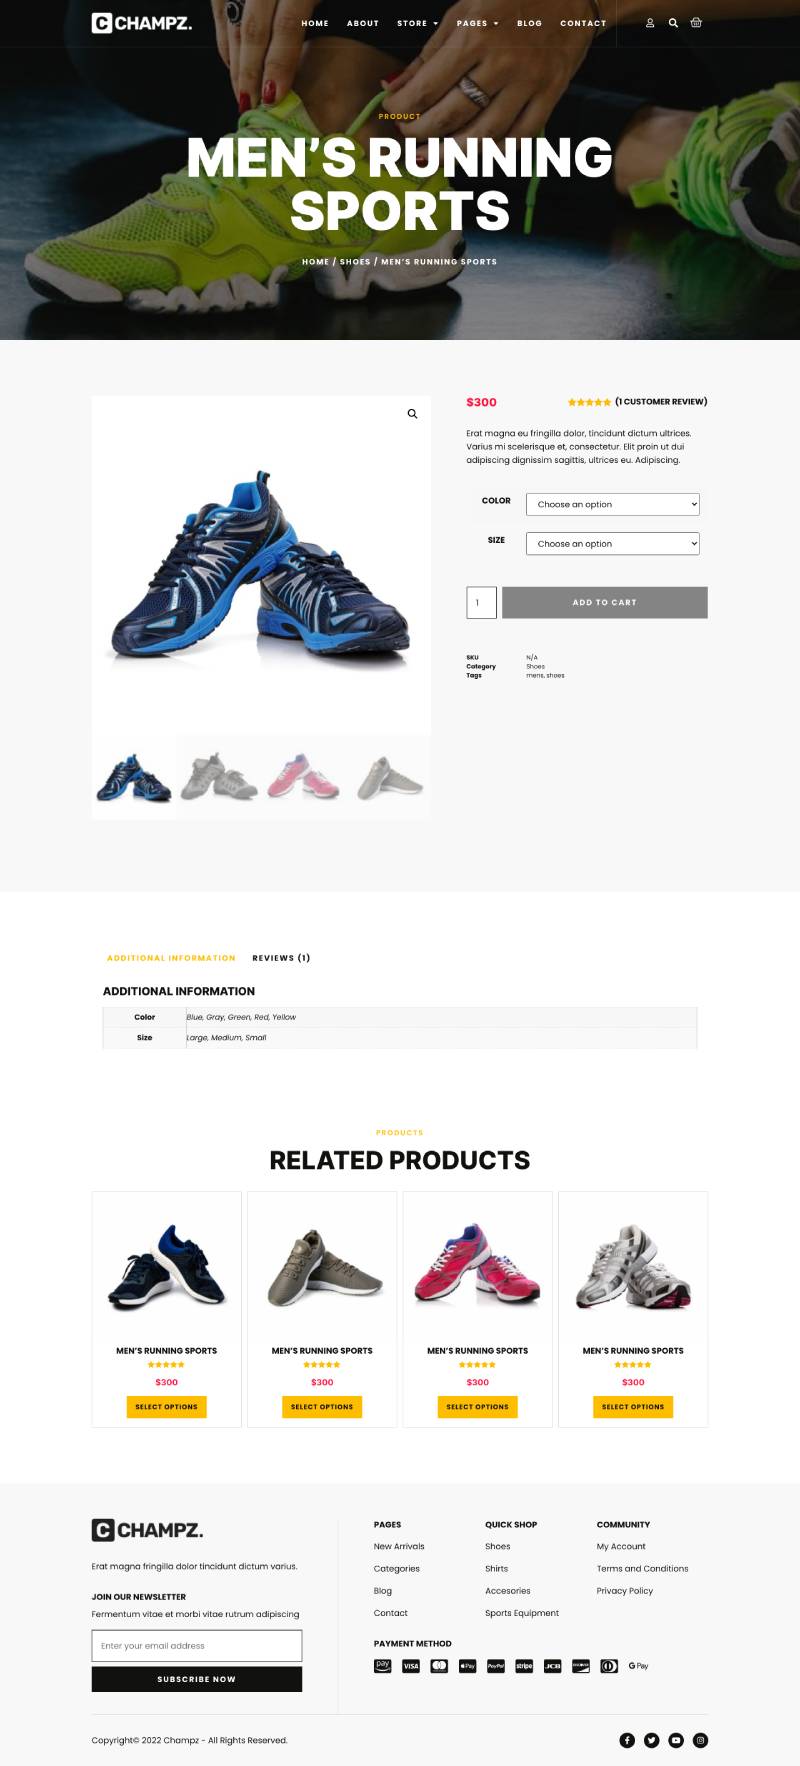 C CHAMPZ.
HOME ABOUT STORE PAGES BLOG CONTACT
PRODUCT
MEN'S RUNNING
SPORTS
HOME / SHOES / MEN'S RUNNING SPORTS
$300
(1 CUSTOMER REVIEW)
Erat magna eu fringilla dolor, tincidunt dictum ultrices.
Varius mi scelerisque et, consectetur. Elit proin ut dui
adipiscing dignissim sagittis, ultrices eu. Adipiscing.
COLOR Choose an option
SIZE Choose an option
1 ADD TO CART
SKU N/A
Category Shoes
Tags mens, shoes
ADDITIONAL INFORMATION REVIEWS (1)
ADDITIONAL INFORMATION
Color Blue, Gray, Green, Red, Yellow
Size Large, Medium, Small
PRODUCTS
RELATED PRODUCTS
MEN'S RUNNING SPORTS
$300
SELECT OPTIONS
MEN'S RUNNING SPORTS
$300
SELECT OPTIONS
MEN'S RUNNING SPORTS
$300
SELECT OPTIONS
MEN'S RUNNING SPORTS
$300
SELECT OPTIONS
C CHAMPZ.
Erat magna fringilla dolor tincidunt dictum varius.
JOIN OUR NEWSLETTER
Fermentum vitae et morbi vitae rutrum adipiscing
Enter your email address
SUBSCRIBE NOW
PAGES
New Arrivals
Categories
Blog
Contact
QUICK SHOP
Shoes
Shirts
Accesories
Sports Equipment
COMMUNITY
My Account
Terms and Conditions
Privacy Policy
PAYMENT METHOD
pay VISA Pay PayPal stripe JCB DISCOVER G Pay
Copyright© 2022 Champz - All Rights Reserved.